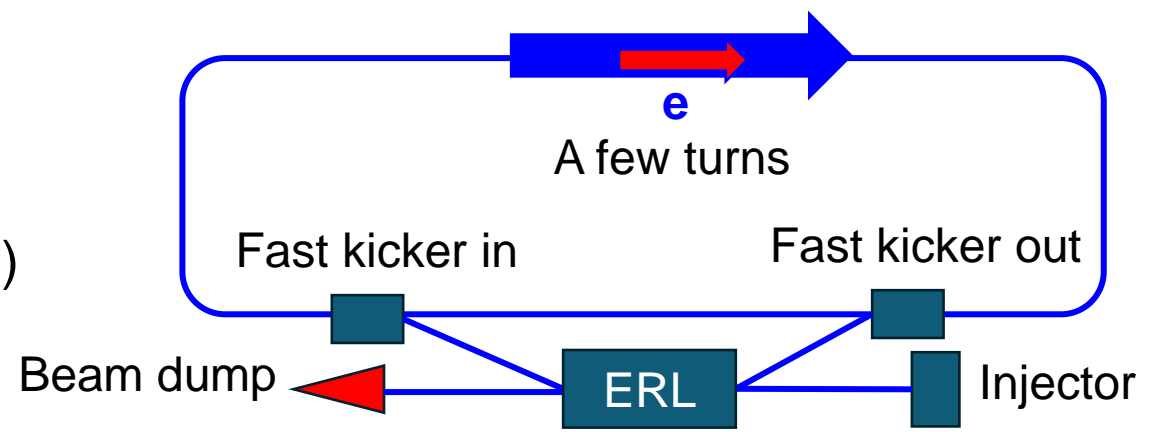 e
A few turns
)
Fast kicker in
Fast kicker out
Beam dump
ERL
Injector